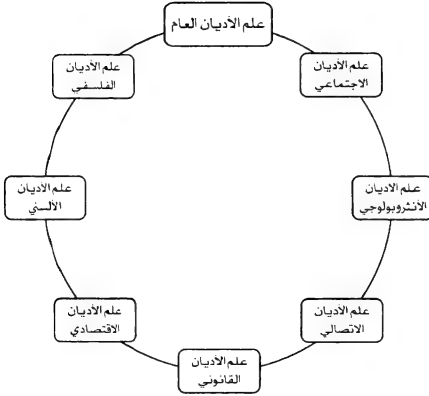 علم الأديان العام
علم الأديان
الاجتماعي
علم الاديان
الأنثروبولوجي
علم الأديان
الاتصالي
علم الأديان
القانوني
علم الأديان
الاقتصادي
علم الأديان
الألسني
علم الأديان
الفلسفي